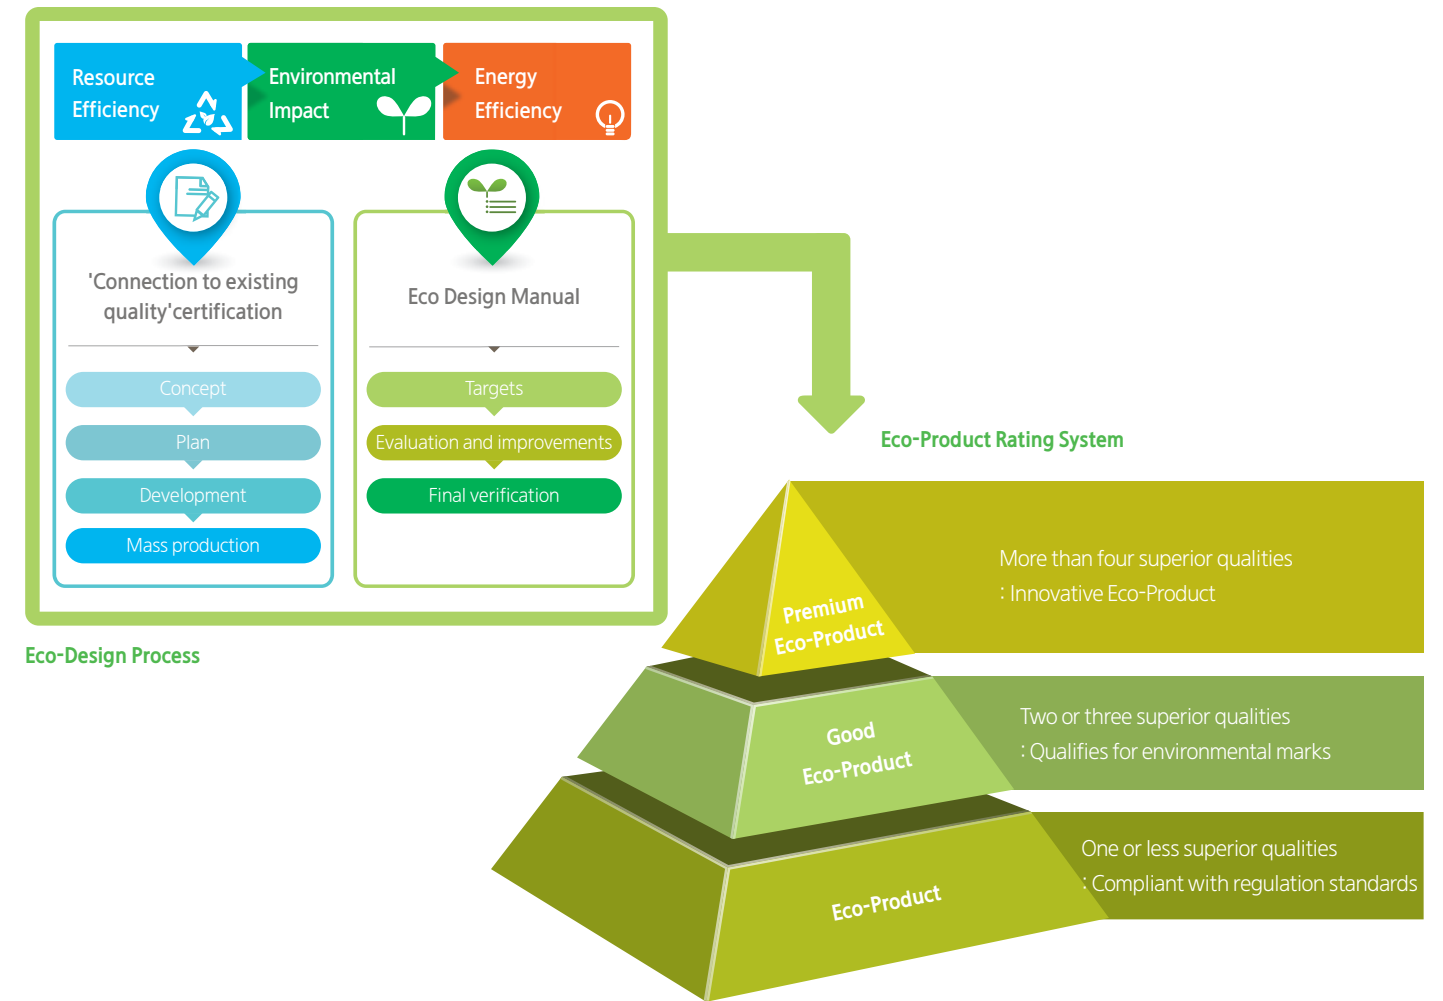 Resource
Efficiency
Environmental
Impact
Energy
Efficiency
'Connection to existing
quality'certification
Concept
Plan
Development
Mass production
Eco Design Manual
Targets
Evaluation and improvements
Final verification
Eco-Design Process
Eco-Product Rating System
Premium
Eco-Product
More than four superior qualities
: Innovative Eco-Product
Good
Eco-Product
Two or three superior qualities
: Qualifies for environmental marks
Eco-Product
One or less superior qualities
: Compliant with regulation standards